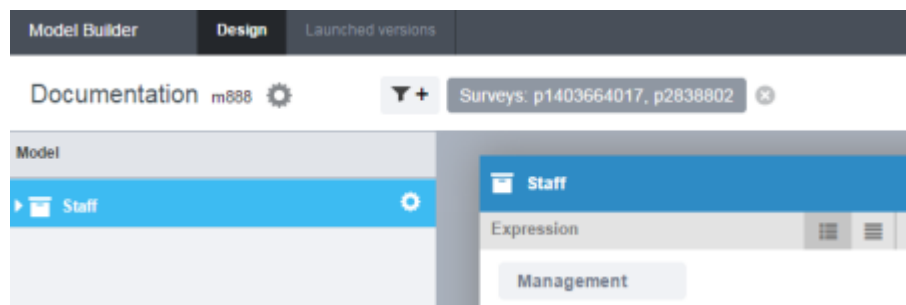 Model Builder Design Launched versions
Documentation m888 Surveys: p1403664017, p2838802
Model
Staff
Staff
Expression
Management